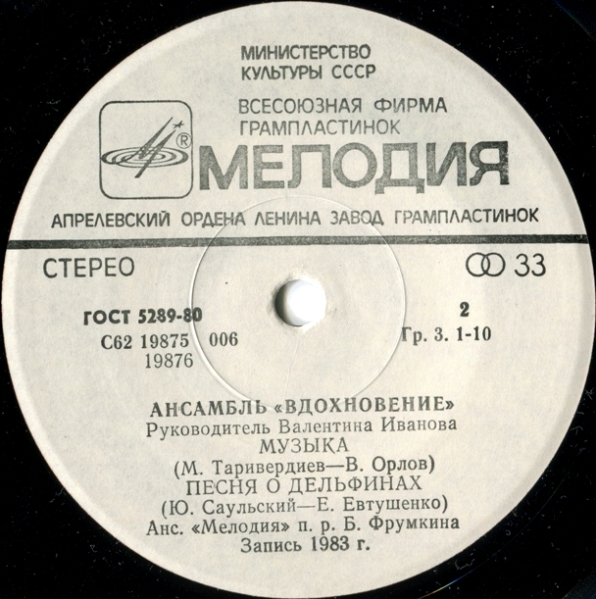 МИНИСТЕРСТВО
КУЛЬТУРЫ СССР
ВСЕСОЮЗНАЯ ФИРМА
ГРАМПЛАСТИНОК
® МЕЛОДИЯ
АПРЕЛЕВСКИЙ ОРДЕНА ЛЕНИНА ЗАВОД ГРАМПЛАСТИНОК
СТЕРЕО 33
ГОСТ 5289-80 2
С62 19875 006 Гр. 3. 1-10
19876
АНСАМБЛЬ «ВДОХНОВЕНИЕ»
Руководитель Валентина Иванова
МУЗЫКА
(М. Таривердиев—В. Орлов)
ПЕСНЯ О ДЕЛЬФИНАХ
(Ю. Саульский—Е. Евтушенко)
Анс. «Мелодия» п. р. Б. Фрумкина
Запись 1983 г.